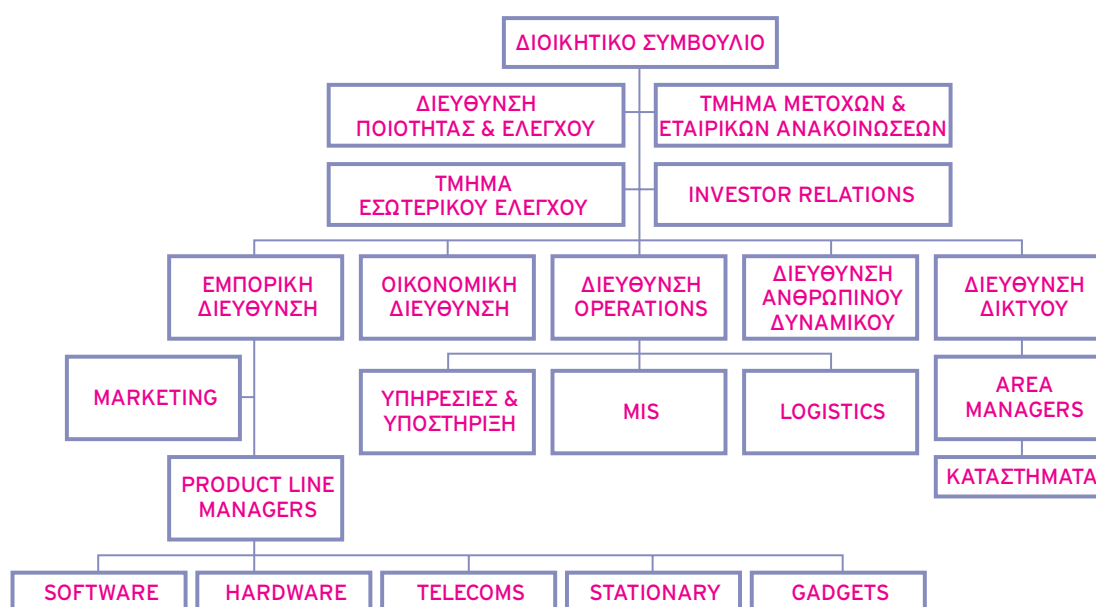 ΔΙΟΙΚΗΤΙΚΟ ΣΥΜΒΟΥΛΙΟ
ΔΙΕΥΘΥΝΣΗ
ΠΟΙΟΤΗΤΑΣ & ΕΛΕΓΧΟΥ
ΤΜΗΜΑ ΜΕΤΟΧΩΝ &
ΕΤΑΙΡΙΚΩΝ ΑΝΑΚΟΙΝΩΣΕΩΝ
ΤΜΗΜΑ
ΕΣΩΤΕΡΙΚΟΥ ΕΛΕΓΧΟΥ
INVESTOR RELATIONS
ΕΜΠΟΡΙΚΗ
ΔΙΕΥΘΥΝΣΗ
ΟΙΚΟΝΟΜΙΚΗ
ΔΙΕΥΘΥΝΣΗ
ΔΙΕΥΘΥΝΣΗ
OPERATIONS
ΔΙΕΥΘΥΝΣΗ
ΑΝΘΡΩΠΙΝΟΥ
ΔΥΝΑΜΙΚΟΥ
ΔΙΕΥΘΥΝΣΗ
ΔΙΚΤΥΟΥ
MARKETING
ΥΠΗΡΕΣΙΕΣ &
ΥΠΟΣΤΗΡΙΞΗ
MIS
LOGISTICS
AREA
MANAGERS
ΚΑΤΑΣΤΗΜΑΤΑ
PRODUCT LINE
MANAGERS
SOFTWARE
HARDWARE
TELECOMS
STATIONARY
GADGETS